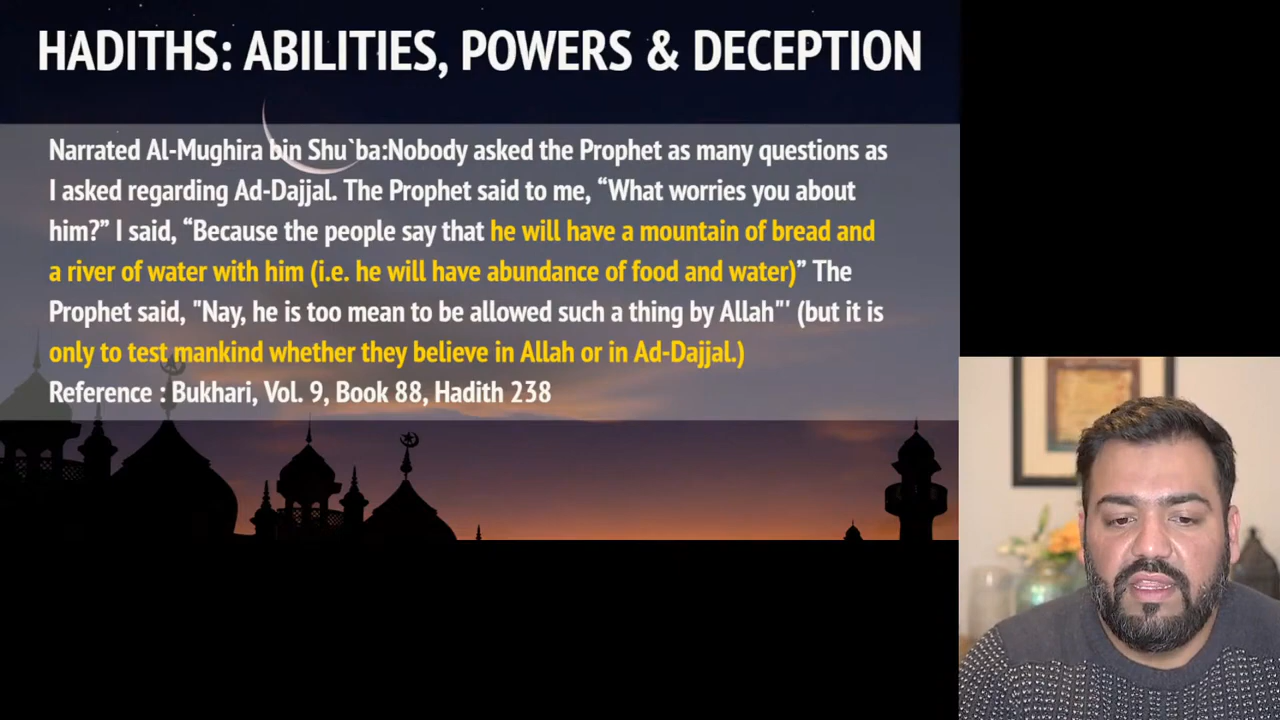 HADITHS: ABILITIES, POWERS & DECEPTION
Narrated Al-Mughira bin Shu`ba:Nobody asked the Prophet as many questions as
I asked regarding Ad-Dajjal. The Prophet said to me, “What worries you about
him?” I said, “Because the people say that he will have a mountain of bread and
a river of water with him (i.e. he will have abundance of food and water)” The
Prophet said, "Nay, he is too mean to be allowed such a thing by Allah"' (but it is
only to test mankind whether they believe in Allah or in Ad-Dajjal.)
Reference : Bukhari, Vol. 9, Book 88, Hadith 238